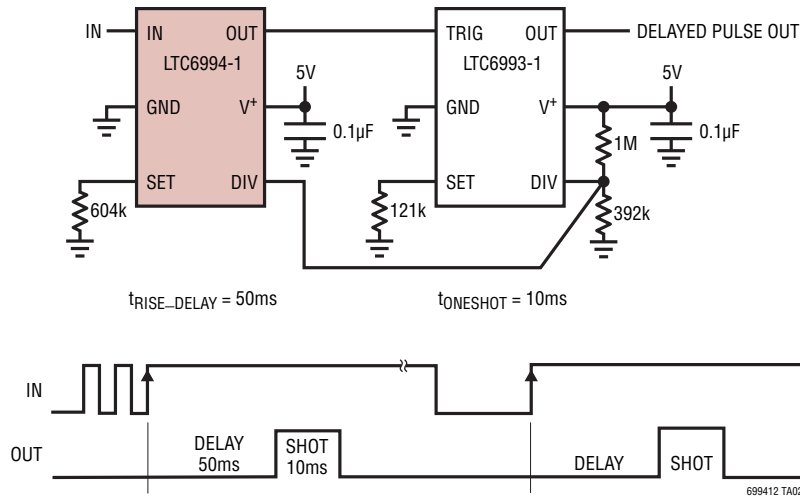 IN
IN
OUT
LTC6994-1
GND
V+
SET
DIV
5V
0.1µF
604k
TRIG
OUT
LTC6993-1
GND
V+
SET
DIV
DELAYED PULSE OUT
5V
1M
0.1µF
121k
392k
tRISE_DELAY = 50ms
tONESHOT = 10ms
IN
OUT
DELAY
50ms
SHOT
10ms
DELAY
SHOT
699412 TA02